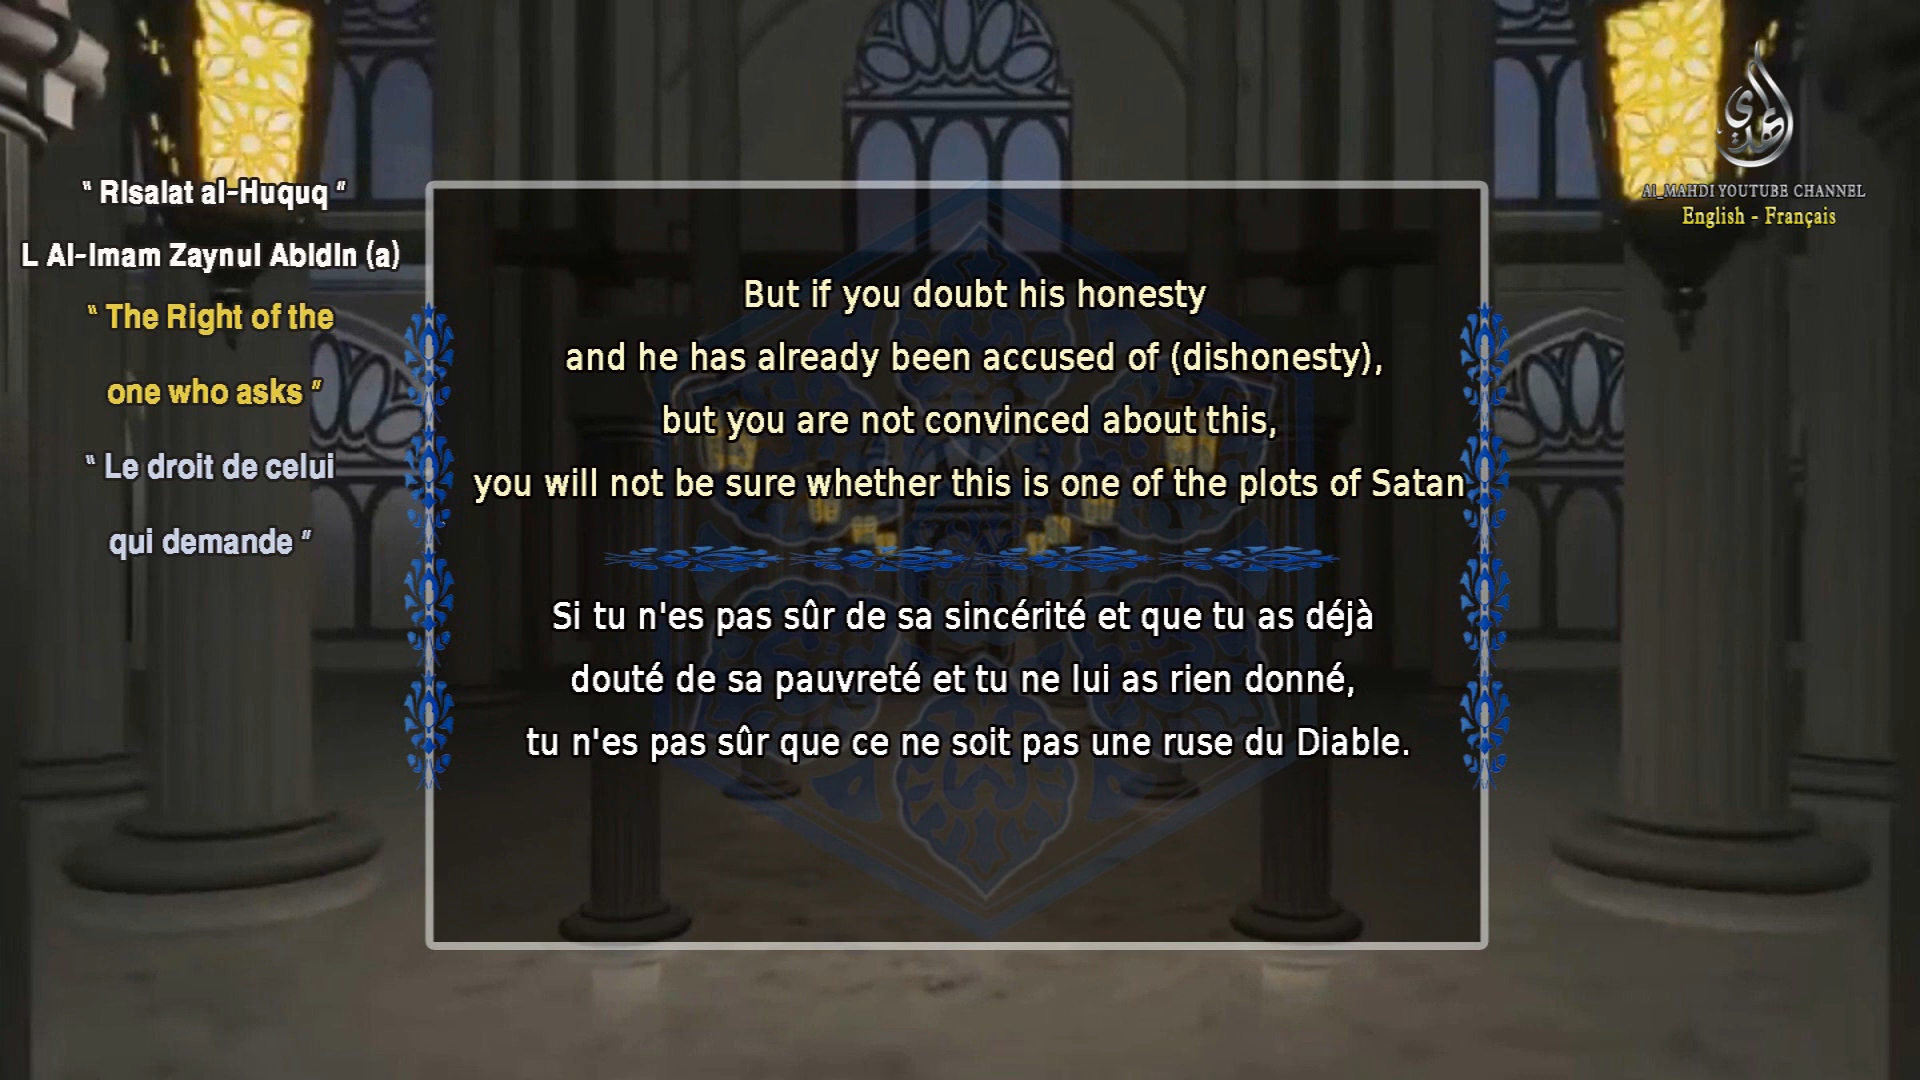 " RIsalat al-Huquq "
L Al-Imam Zaynul AbIdIn (a)
" The Right of the
one who asks "
" Le droit de celui
qui demande "
But if you doubt his honesty
and he has already been accused of (dishonesty),
but you are not convinced about this,
you will not be sure whether this is one of the plots of Satan
Si tu n'es pas sûr de sa sincérité et que tu as déjà
douté de sa pauvreté et tu ne lui as rien donné,
tu n'es pas sûr que ce ne soit pas une ruse du Diable.
المهدي
Al_MAHDI YOUTUBE CHANNEL
English - Français